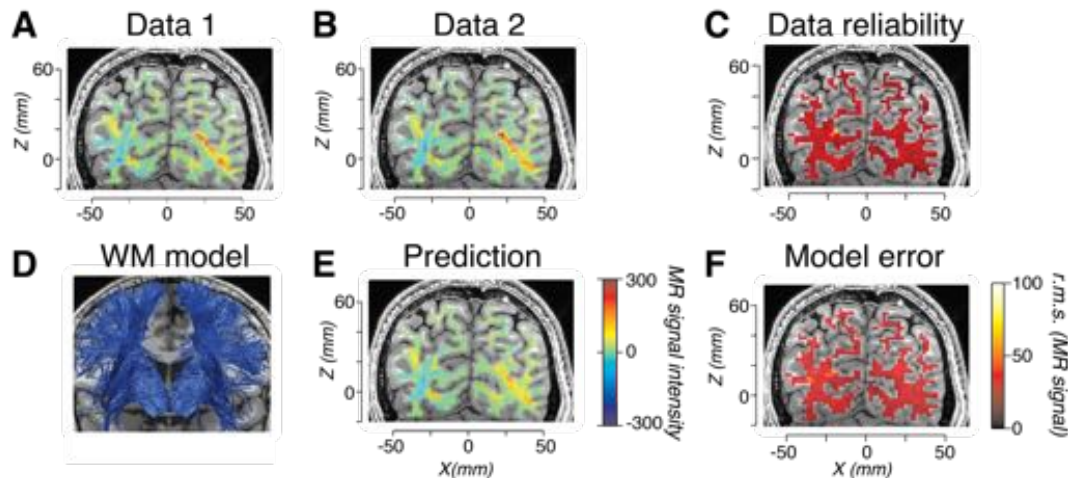 A Data 1
B Data 2
C Data reliability
Z (mm)
60
0
-50 0 50
Z (mm)
60
0
-50 0 50
Z (mm)
60
0
-50 0 50
D WM model
E Prediction
F Model error
Z (mm)
60
0
-50 0 50
X(mm)
300
0
-300
MR signal intensity
Z (mm)
60
0
-50 0 50
X (mm)
100
50
0
r.m.s. (MR signal)